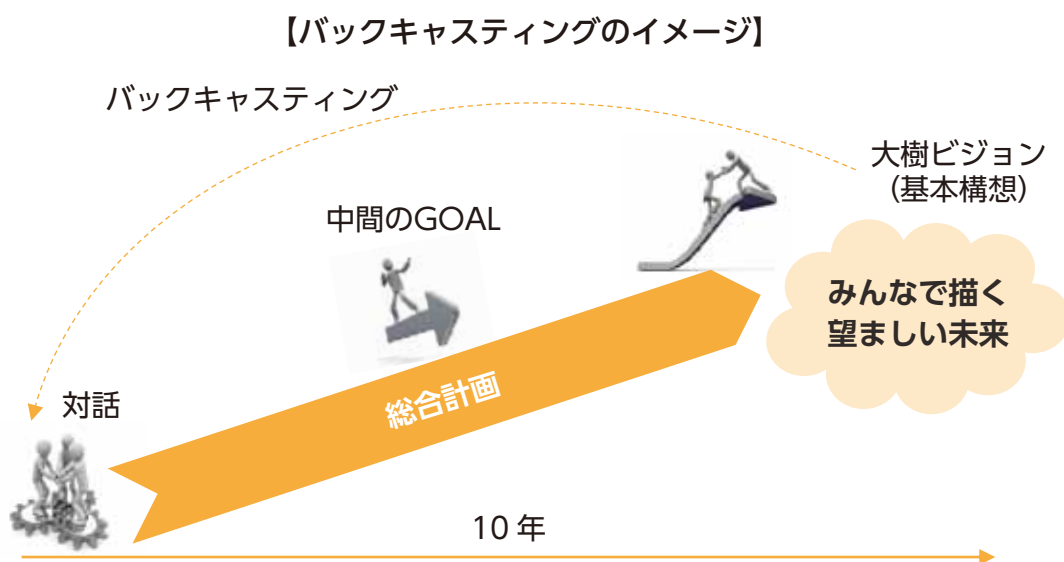 【バックキャスティングのイメージ】
バックキャスティング
大樹ビジョン
(基本構想)
中間のGOAL
みんなで描く
望ましい未来
総合計画
対話
10年